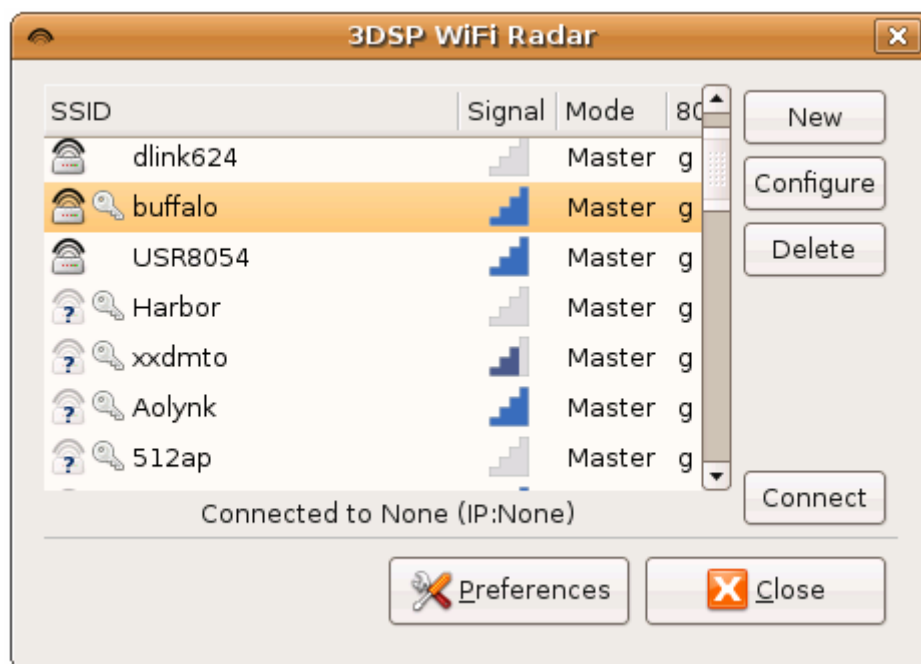 3DSP WiFi Radar
SSID Signal Mode 80
dlink624 Master g
buffalo Master g
USR8054 Master g
Harbor Master g
xxdmto Master g
Aolynk Master g
512ap Master g
New
Configure
Delete
Connect
Connected to None (IP:None)
Preferences
Close